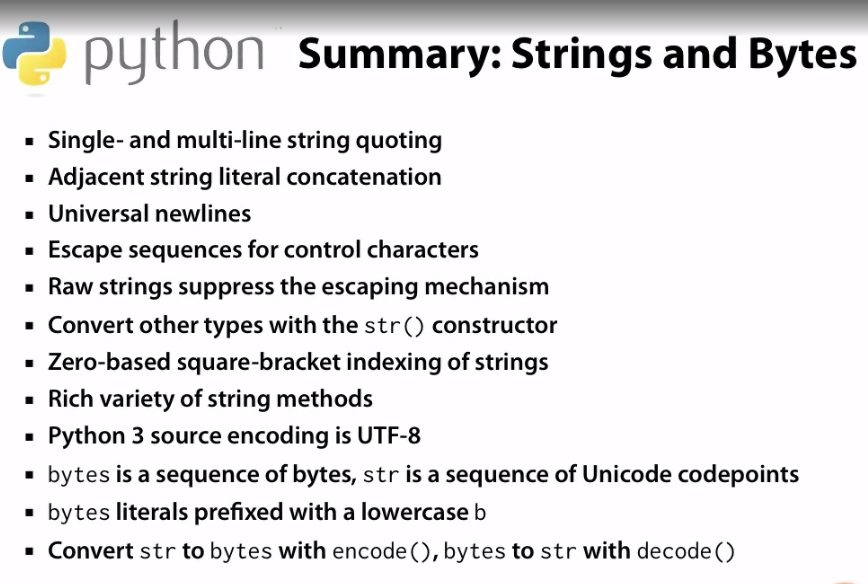 python Summary: Strings and Bytes
▪ Single- and multi-line string quoting
▪ Adjacent string literal concatenation
▪ Universal newlines
▪ Escape sequences for control characters
▪ Raw strings suppress the escaping mechanism
▪ Convert other types with the str() constructor
▪ Zero-based square-bracket indexing of strings
▪ Rich variety of string methods
▪ Python 3 source encoding is UTF-8
▪ bytes is a sequence of bytes, str is a sequence of Unicode codepoints
▪ bytes literals prefixed with a lowercase b
▪ Convert str to bytes with encode(), bytes to str with decode()